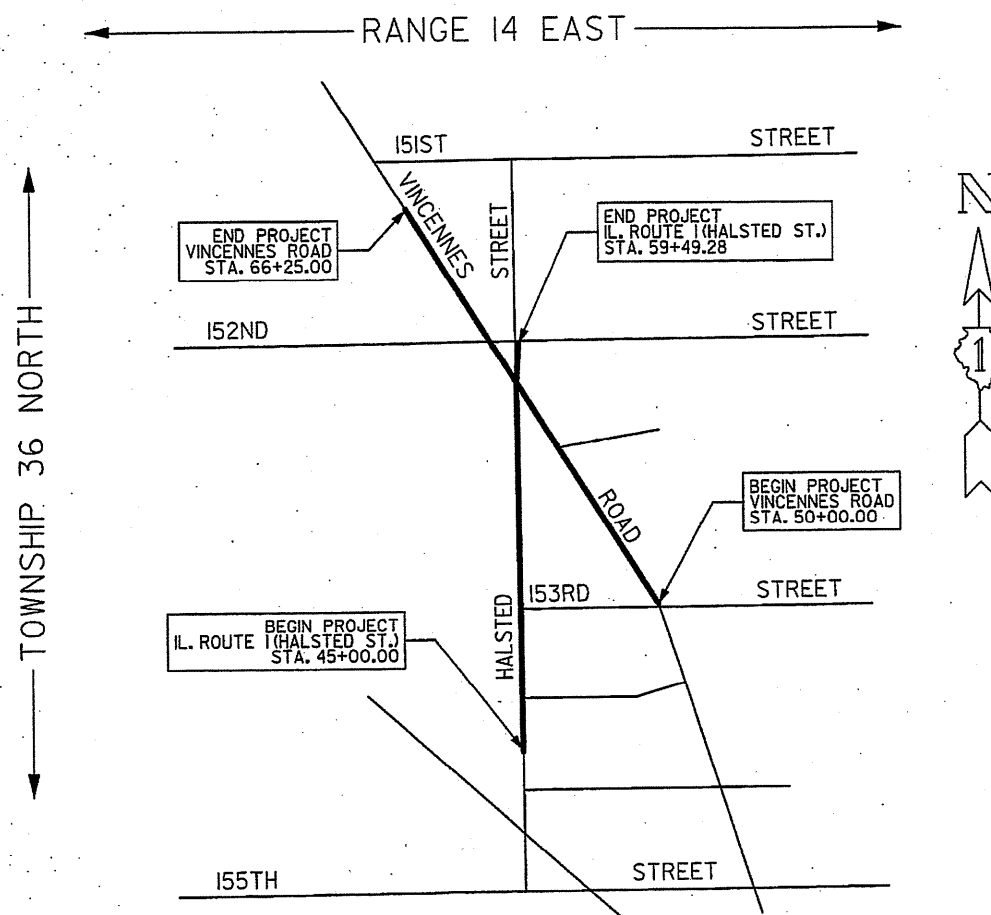 RANGE 14 EAST
151ST STREET
VINCENNES
STREET
END PROJECT
VINCENNES ROAD
STA. 66+25.00
END PROJECT
IL. ROUTE 1 (HALSTED ST.)
STA. 59+49.28
N
1
152ND STREET
TOWNSHIP 36 NORTH
ROAD
BEGIN PROJECT
VINCENNES ROAD
STA. 50+00.00
153RD STREET
HALSTED
BEGIN PROJECT
IL. ROUTE 1 (HALSTED ST.)
STA. 45+00.00
155TH STREET